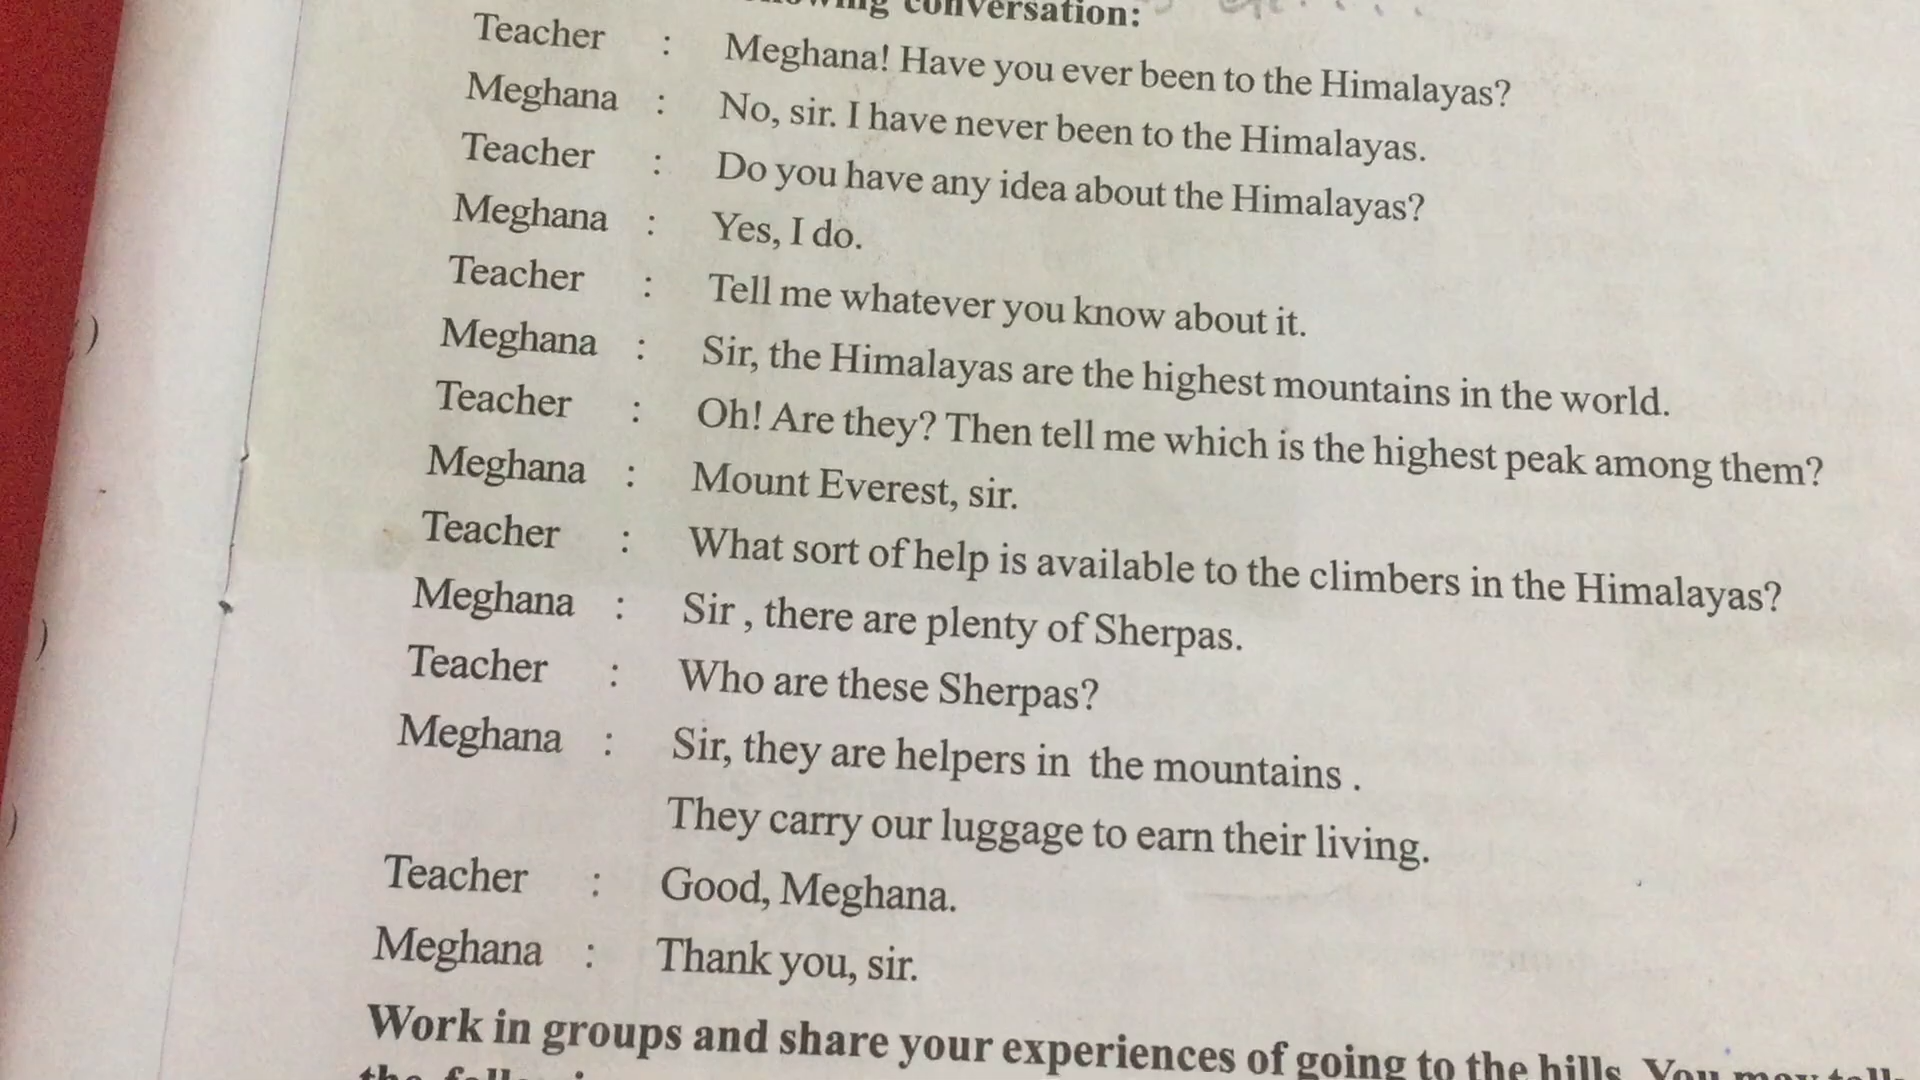 conversation:
Teacher : Meghana! Have you ever been to the Himalayas?
Meghana : No, sir. I have never been to the Himalayas.
Teacher : Do you have any idea about the Himalayas?
Meghana : Yes, I do.
Teacher : Tell me whatever you know about it.
Meghana : Sir, the Himalayas are the highest mountains in the world.
Teacher : Oh! Are they? Then tell me which is the highest peak among them?
Meghana : Mount Everest, sir.
Teacher : What sort of help is available to the climbers in the Himalayas?
Meghana : Sir , there are plenty of Sherpas.
Teacher : Who are these Sherpas?
Meghana : Sir, they are helpers in the mountains .
They carry our luggage to earn their living.
Teacher : Good, Meghana.
Meghana : Thank you, sir.
Work in groups and share your experiences of going to the hills. You may
the